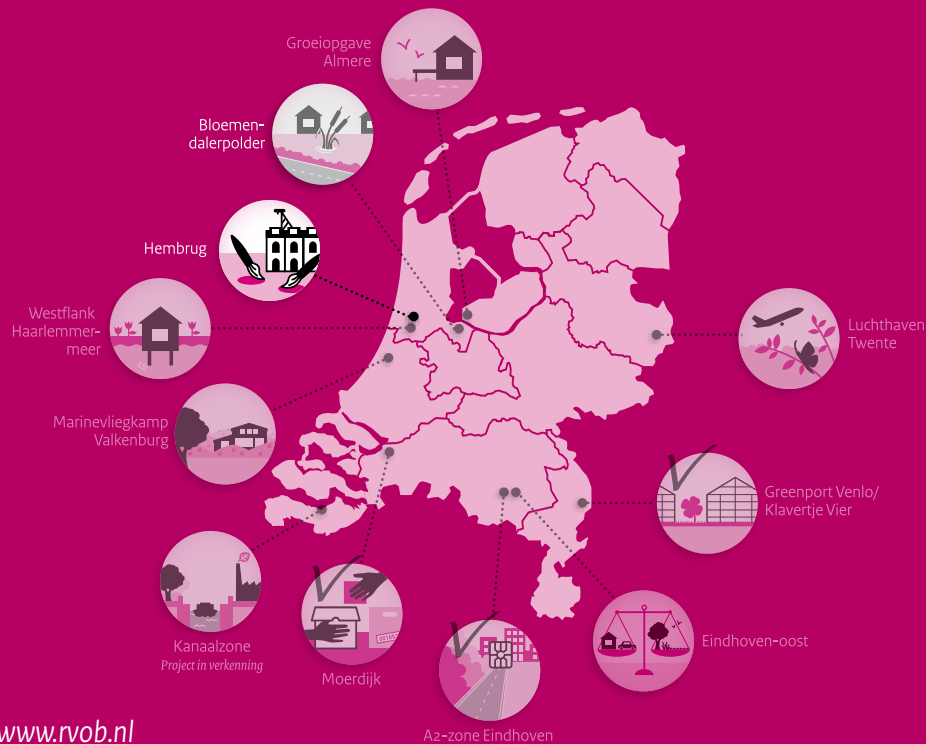 Groeiopgave
Almere
Bloemen-
dalerpolder
Hembrug
Westflank
Haarlemmer-
meer
Luchthaven
Twente
Marinevliegkamp
Valkenburg
Greenport Venlo/
Klavertje Vier
Kanaalzone
Project in verkenning
Moerdijk
Eindhoven-oost
A2-zone Eindhoven
www.rvob.nl